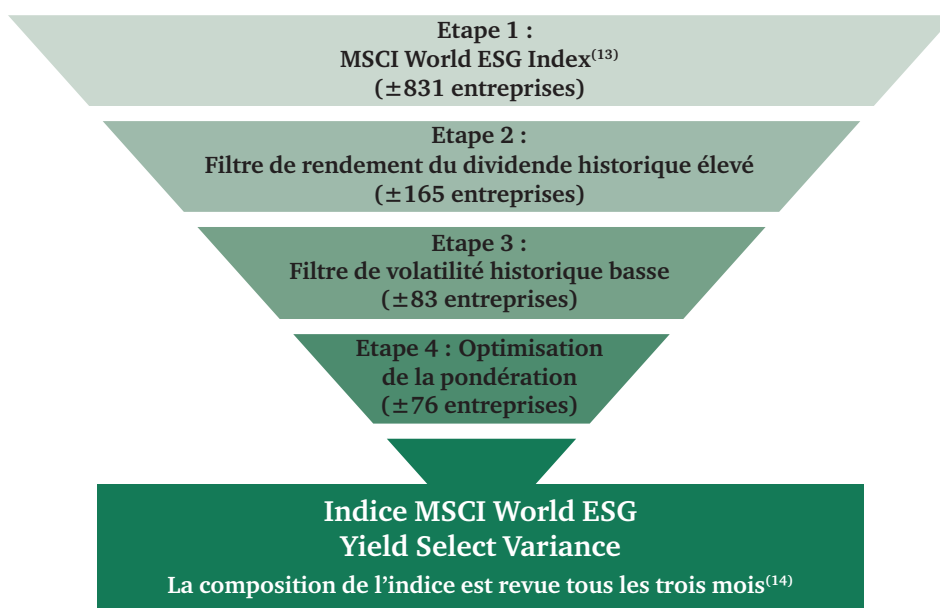 Etape 1 :
MSCI World ESG Index(13)
(±831 entreprises)
Etape 2 :
Filtre de rendement du dividende historique élevé
(±165 entreprises)
Etape 3 :
Filtre de volatilité historique basse
(±83 entreprises)
Etape 4 : Optimisation
de la pondération
(±76 entreprises)
Indice MSCI World ESG
Yield Select Variance
La composition de l’indice est revue tous les trois mois(14)